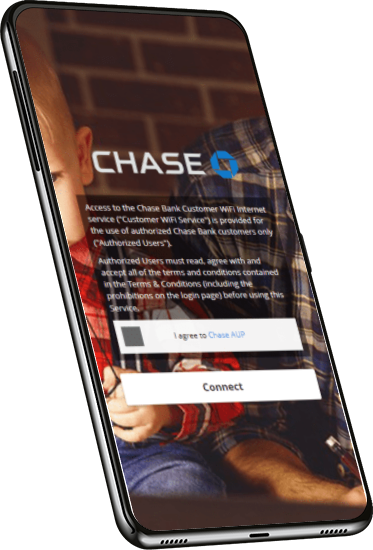 CHASE
Access to the Chase Bank Customer WiFi Internet
service ("Customer WiFi Service") is provided for
the use of authorized Chase Bank customers only
("Authorized Users").
Authorized Users must read, agree with and
accept all of the terms and conditions contained
in the Terms & Conditions (including the
prohibitions on the login page) before using this
Service.
I agree to Chase AUP
Connect